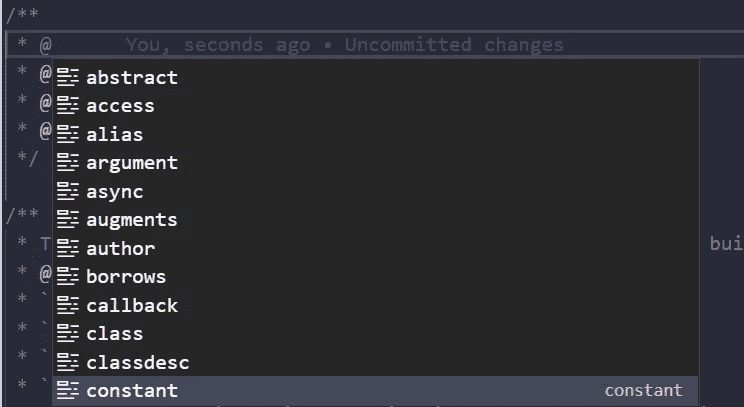 /**
* @ You, seconds ago • Uncommitted changes
* @ abstract
* @ access
* @ alias
*/ argument
async
/** augments
* T author bui
* @ borrows
* ` callback
* ` class
* ` classdesc
* ` constant constant